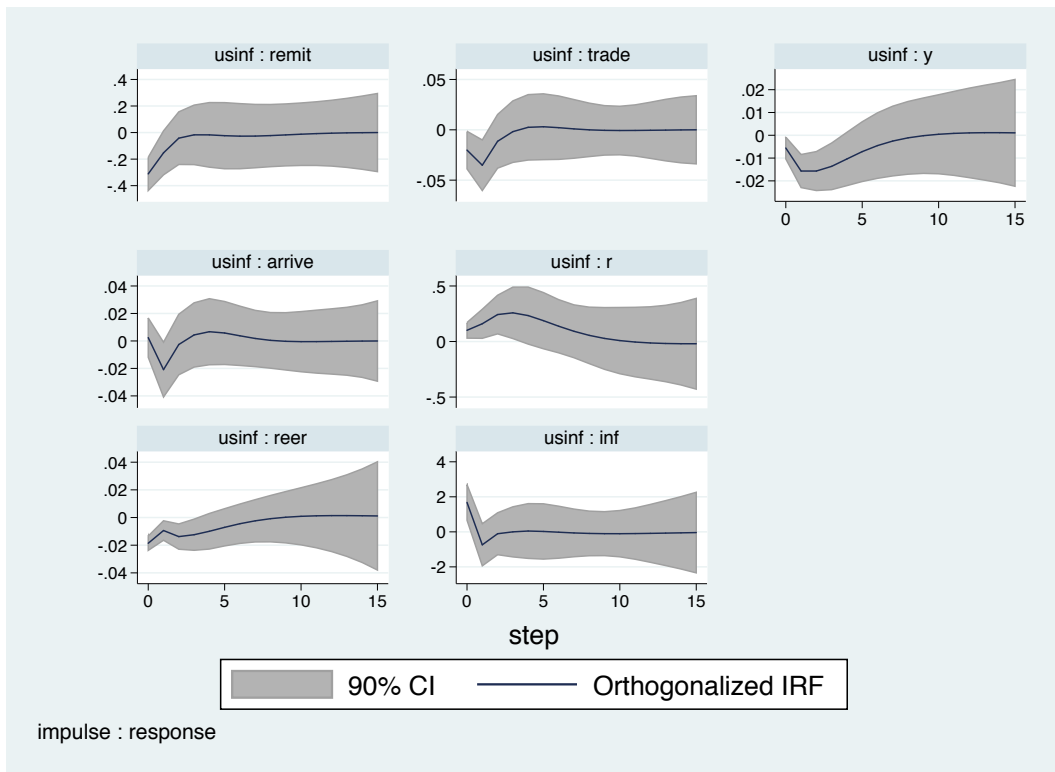 usinf : remit
.4
.2
0
-.2
-.4
usinf : trade
.05
0
-.05
usinf : y
.02
.01
0
-.01
-.02
0 5 10 15
usinf : arrive
.04
.02
0
-.02
-.04
usinf : r
.5
0
-.5
usinf : reer
.04
.02
0
-.02
-.04
0 5 10 15
usinf : inf
4
2
0
-2
0 5 10 15
step
90% CI Orthogonalized IRF
impulse : response